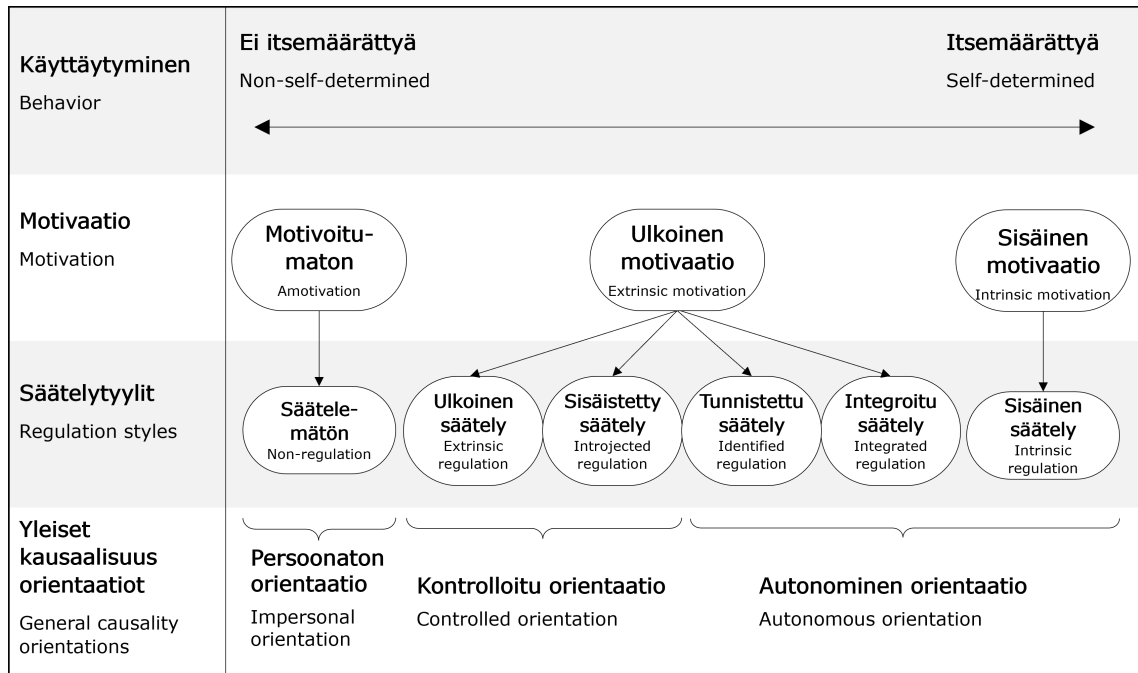 Käyttäytyminen
Behavior
Ei itsemäärättyä
Non-self-determined
Itsemäärättyä
Self-determined
Motivaatio
Motivation
Motivoitu-
maton
Amotivation
Ulkoinen
motivaatio
Extrinsic motivation
Sisäinen
motivaatio
Intrinsic motivation
Säätelytyylit
Regulation styles
Säätele-
mätön
Non-regulation
Ulkoinen
säätely
Extrinsic
regulation
Sisäistetty
säätely
Introjected
regulation
Tunnistettu
säätely
Identified
regulation
Integroitu
säätely
Integrated
regulation
Sisäinen
säätely
Intrinsic
regulation
Yleiset
kausaalisuus
orientaatiot
General causality
orientations
Persoonaton
orientaatio
Impersonal
orientation
Kontrolloitu orientaatio
Controlled orientation
Autonominen orientaatio
Autonomous orientation